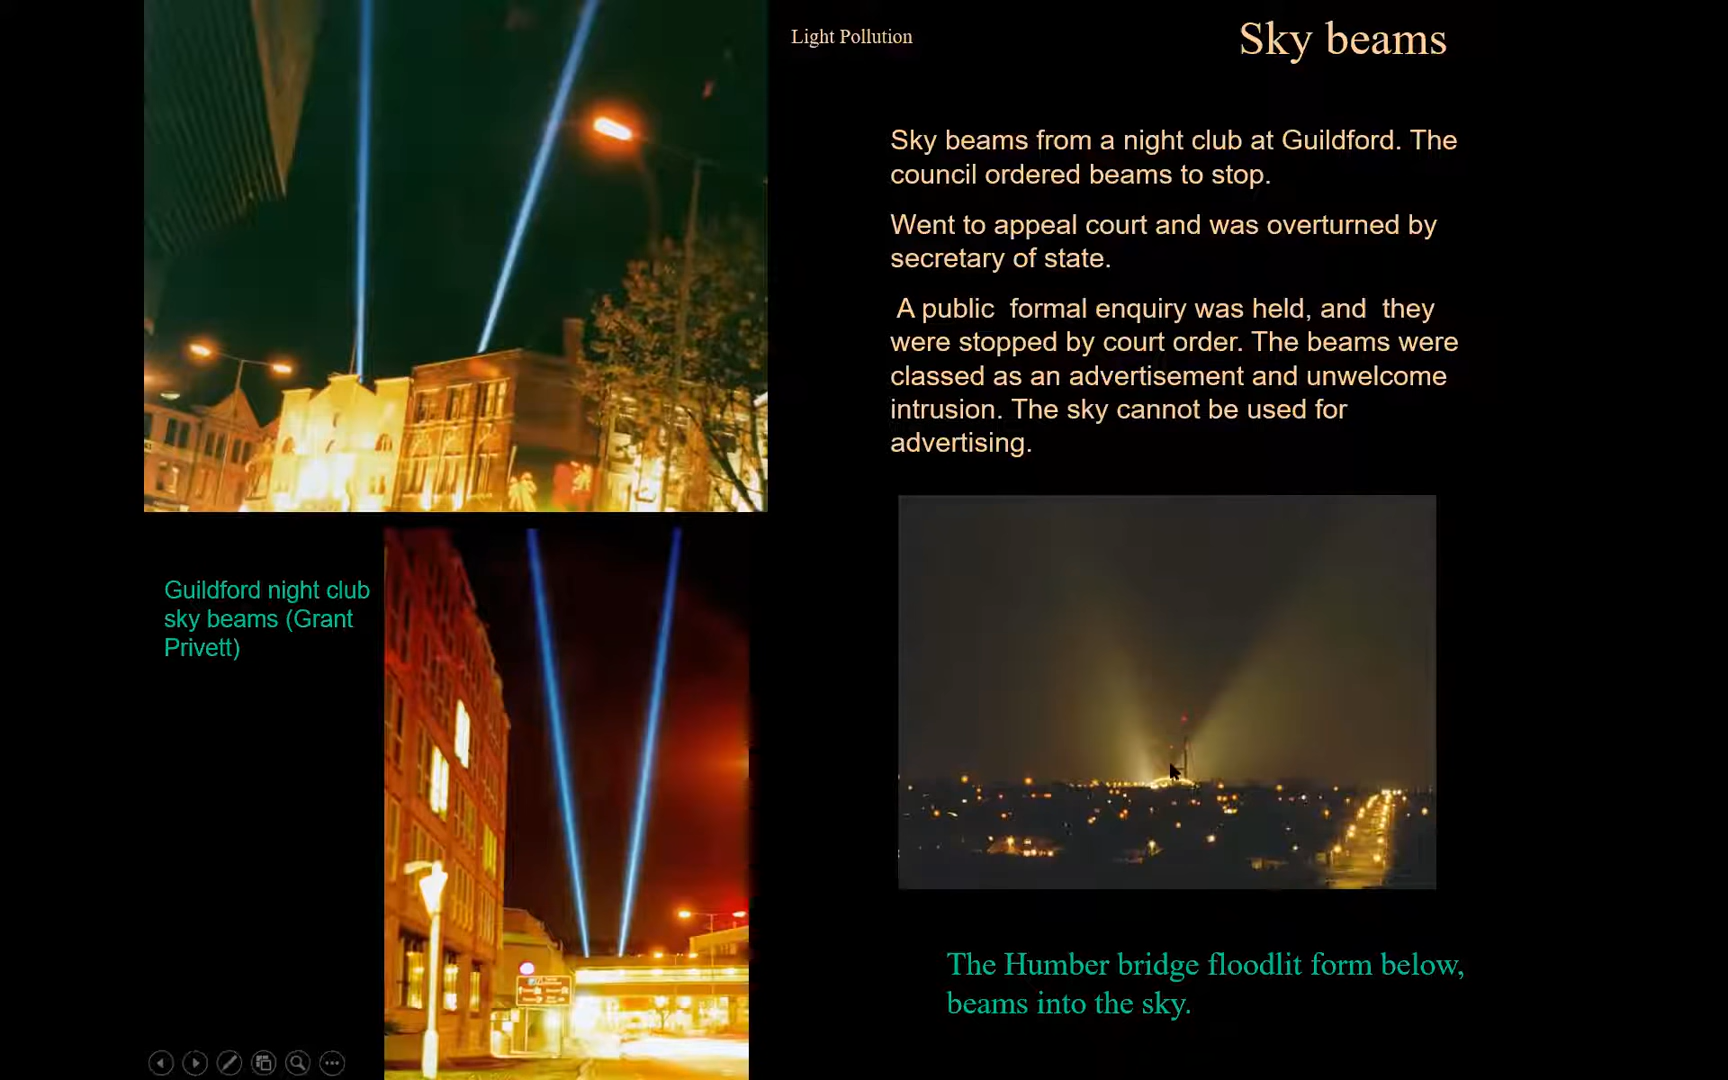 Light Pollution
Sky beams
Sky beams from a night club at Guildford. The
council ordered beams to stop.
Went to appeal court and was overturned by
secretary of state.
A public  formal enquiry was held, and  they
were stopped by court order. The beams were
classed as an advertisement and unwelcome
intrusion. The sky cannot be used for
advertising.
Guildford night club
sky beams (Grant
Privett)
The Humber bridge floodlit form below,
beams into the sky.